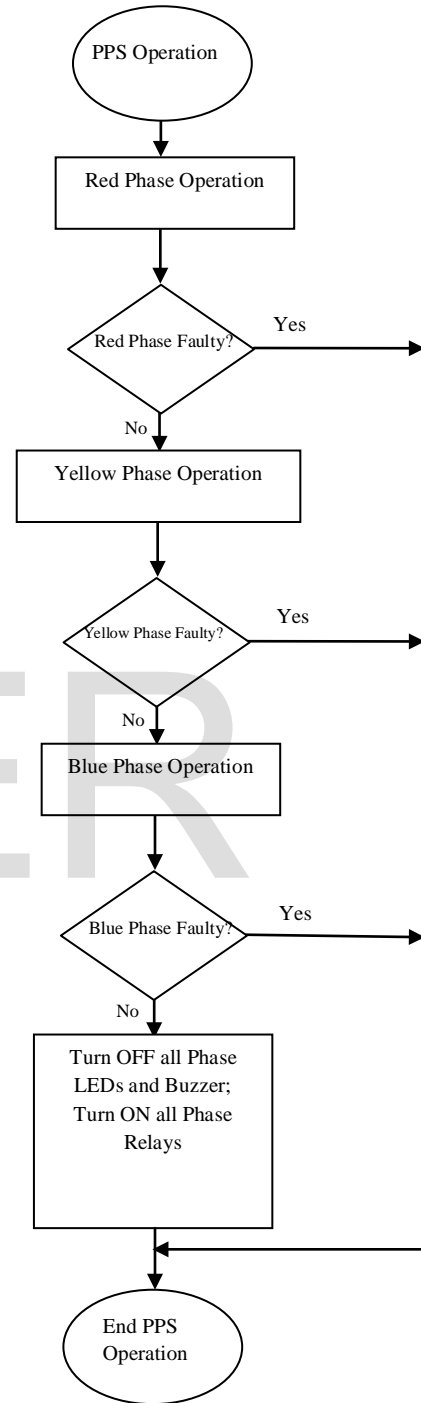 PPS Operation
Red Phase Operation
Red Phase Faulty?
Yes
No
Yellow Phase Operation
Yellow Phase Faulty?
Yes
No
Blue Phase Operation
Blue Phase Faulty?
Yes
No
Turn OFF all Phase
LEDs and Buzzer;
Turn ON all Phase
Relays
End PPS
Operation
ER